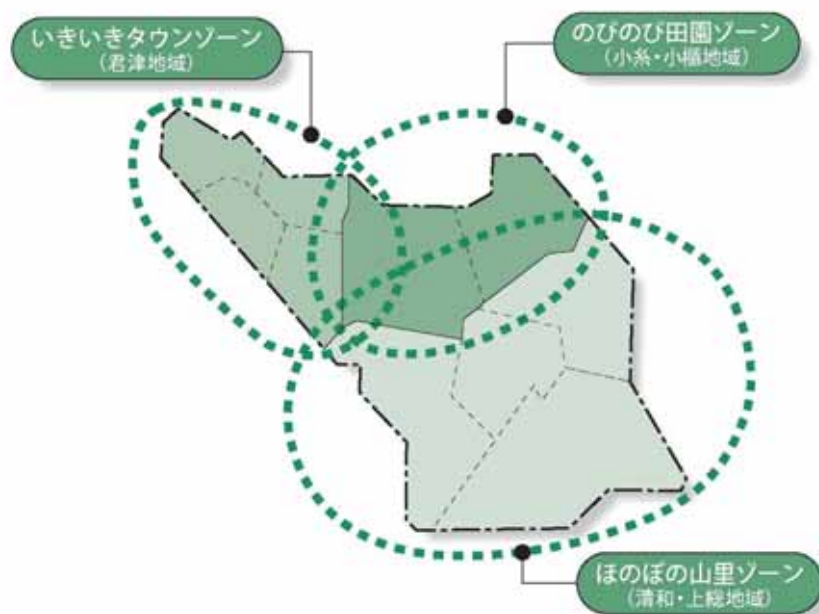 いきいきタウンゾーン
(君津地域)
のびのび田園ゾーン
(小糸・小櫃地域)
ほのぼの山里ゾーン
(清和・上総地域)